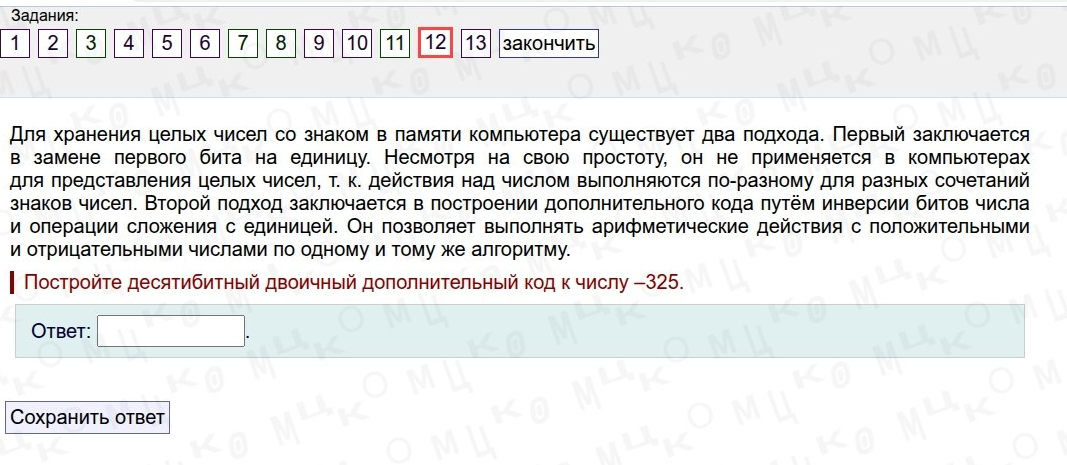 Задания:
1 2 3 4 5 6 7 8 9 10 11 12 13 закончить
Для хранения целых чисел со знаком в памяти компьютера существует два подхода. Первый заключается
в замене первого бита на единицу. Несмотря на свою простоту, он не применяется в компьютерах
для представления целых чисел, т. к. действия над числом выполняются по-разному для разных сочетаний
знаков чисел. Второй подход заключается в построении дополнительного кода путём инверсии битов числа
и операции сложения с единицей. Он позволяет выполнять арифметические действия с положительными
и отрицательными числами по одному и тому же алгоритму.
Постройте десятибитный двоичный дополнительный код к числу –325.
Ответ: .
Сохранить ответ